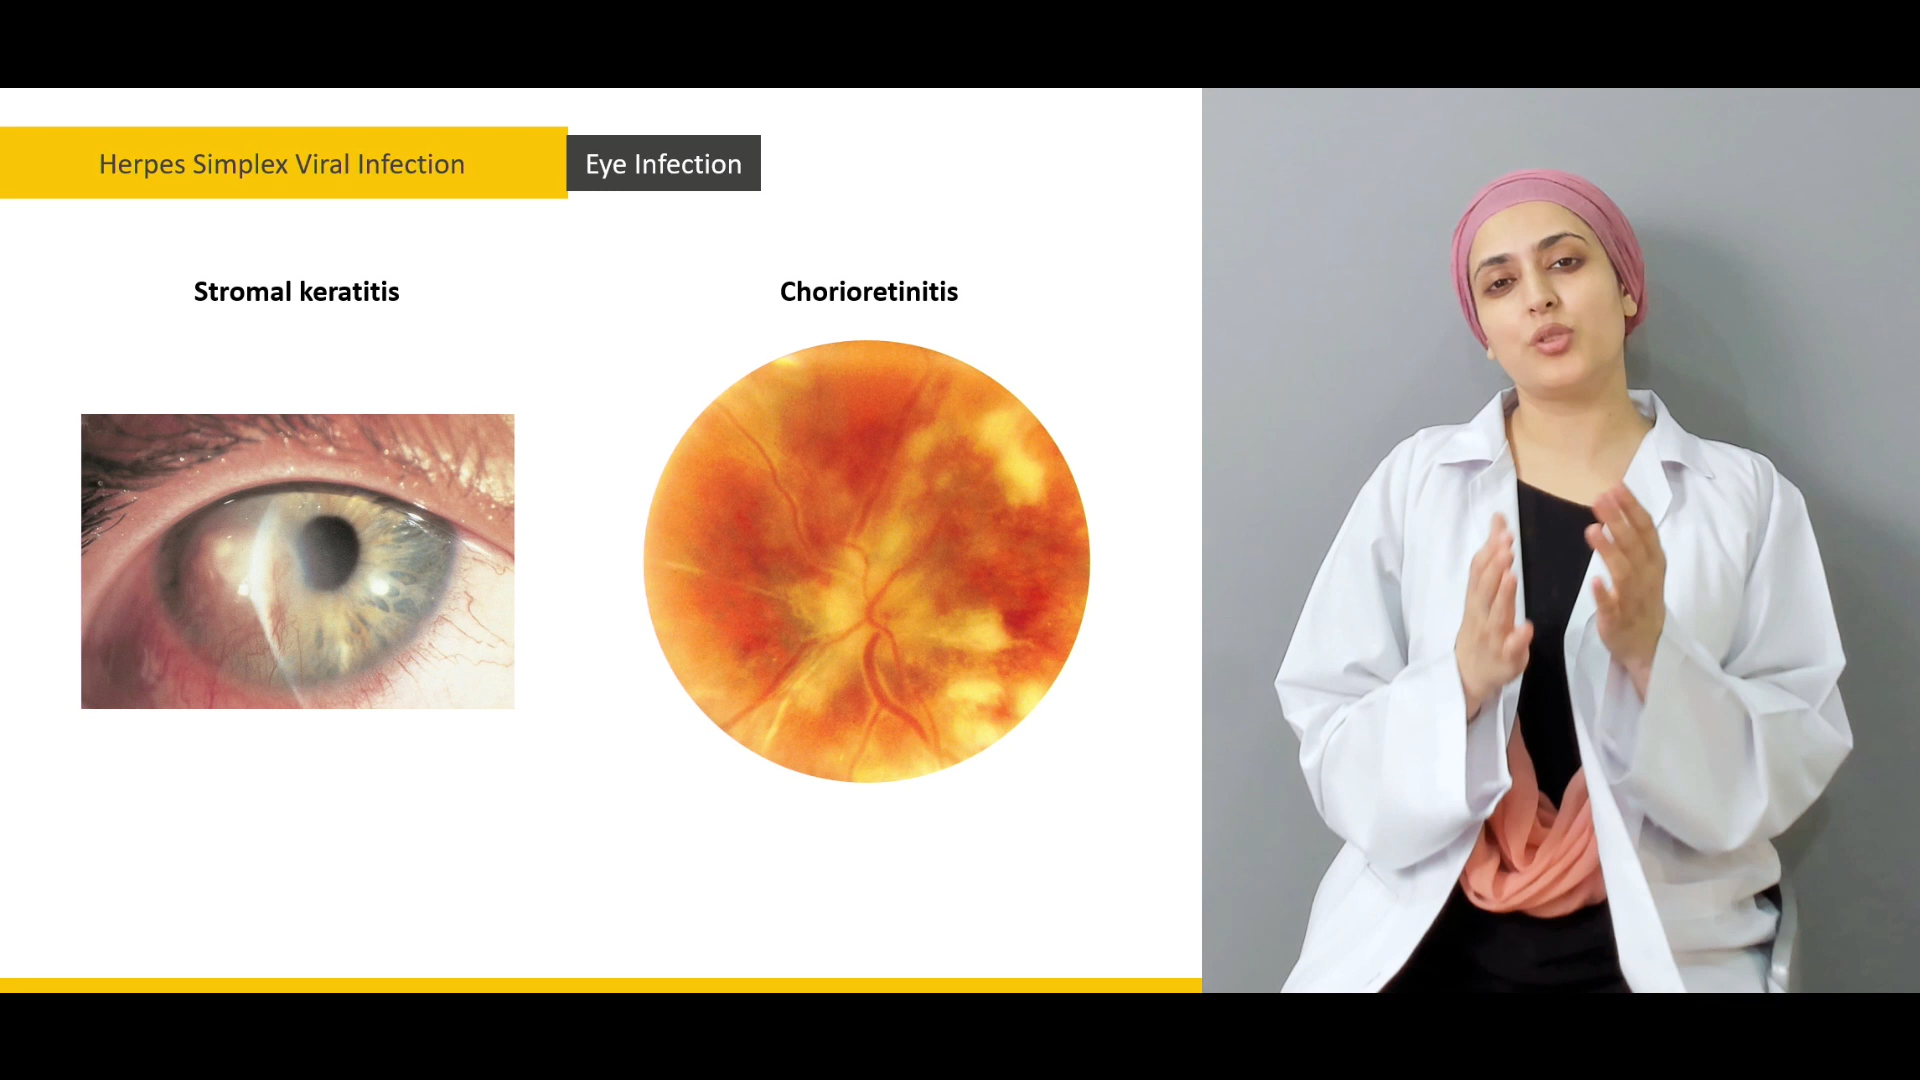 Herpes Simplex Viral Infection
Eye Infection
Stromal keratitis
Chorioretinitis